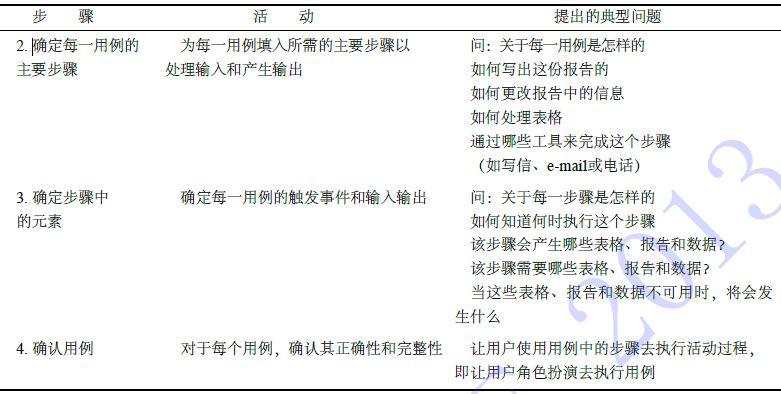 步 骤 活 动 提出的典型问题
2. 确定每一用例的 为每一用例填入所需的主要步骤以 问：关于每一用例是怎样的
主要步骤 处理输入和产生输出 如何写出这份报告的
如何更改报告中的信息
如何处理表格
通过哪些工具来完成这个步骤
（如写信、e-mail或电话）
3. 确定步骤中 确定每一用例的触发事件和输入输出 问：关于每一步骤是怎样的
的元素 如何知道何时执行这个步骤
该步骤会产生哪些表格、报告和数据？
该步骤需要哪些表格、报告和数据？
当这些表格、报告和数据不可用时，将会发
生什么
4. 确认用例 对于每个用例，确认其正确性和完整性 让用户使用用例中的步骤去执行活动过程，
即让用户角色扮演去执行用例
2013